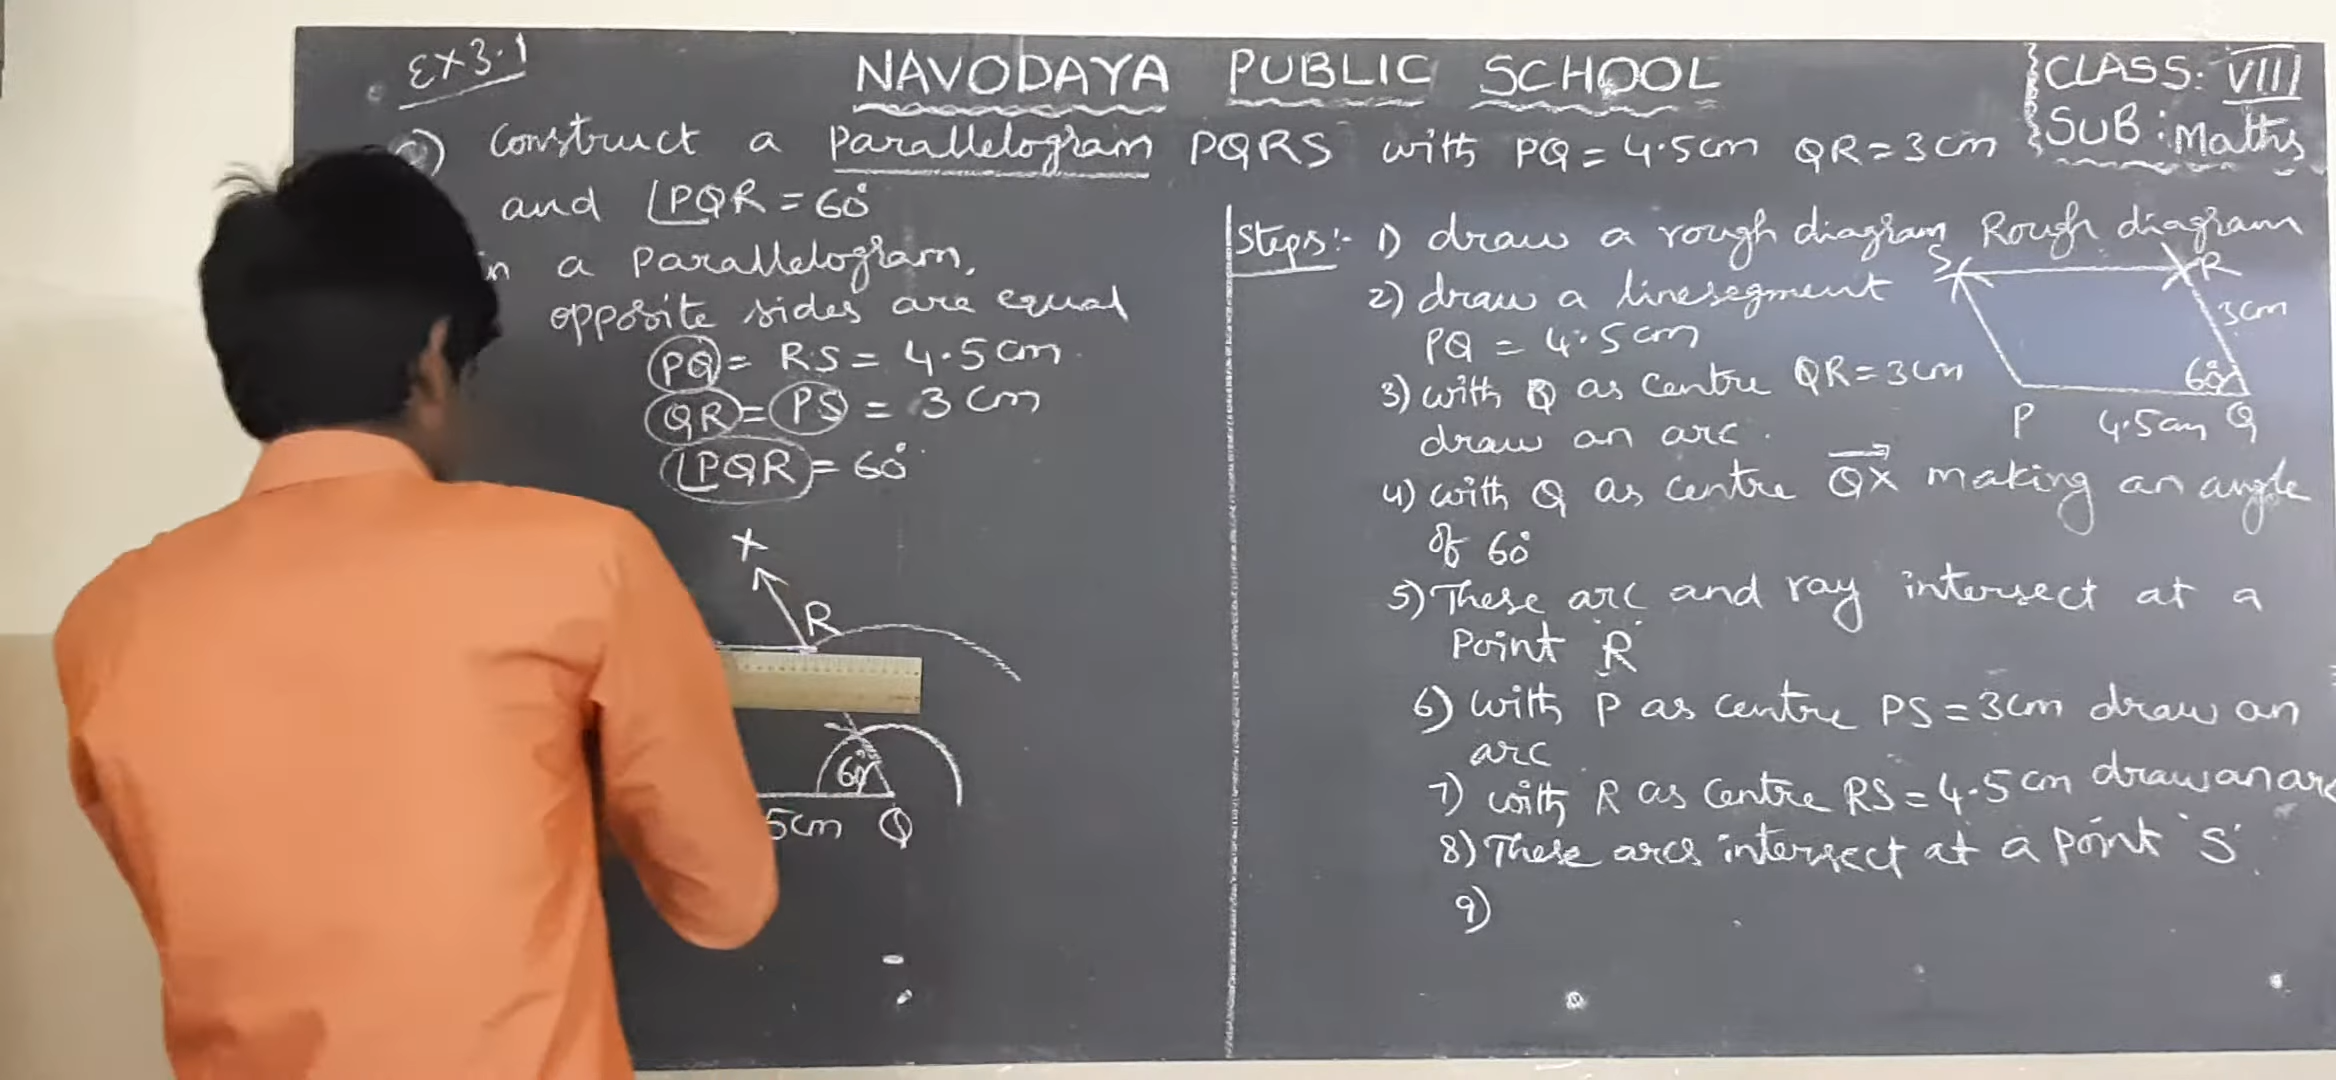 EX 3.1
NAVODAYA PUBLIC SCHOOL
CLASS: VIII
SUB: Maths
construct a parallelogram PQRS with PQ = 4.5cm QR = 3cm
and ∠PQR = 60°
in a parallelogram,
opposite sides are equal
PQ = RS = 4.5cm
QR = PS = 3cm
∠PQR = 60°
X
R
60°
5cm Q
Steps:- 1) draw a rough diagram
2) draw a linesegment
PQ = 4.5cm
3) with Q as centre QR = 3cm
draw an arc.
4) with Q as centre QX making an angle
of 60°
5) These arc and ray intersect at a
Point 'R'
6) with P as centre PS = 3cm draw an
arc
7) with R as centre RS = 4.5cm draw an arc
8) These arcs intersect at a point 'S'.
9)
Rough diagram
S R
3cm
60°
P 4.5cm Q